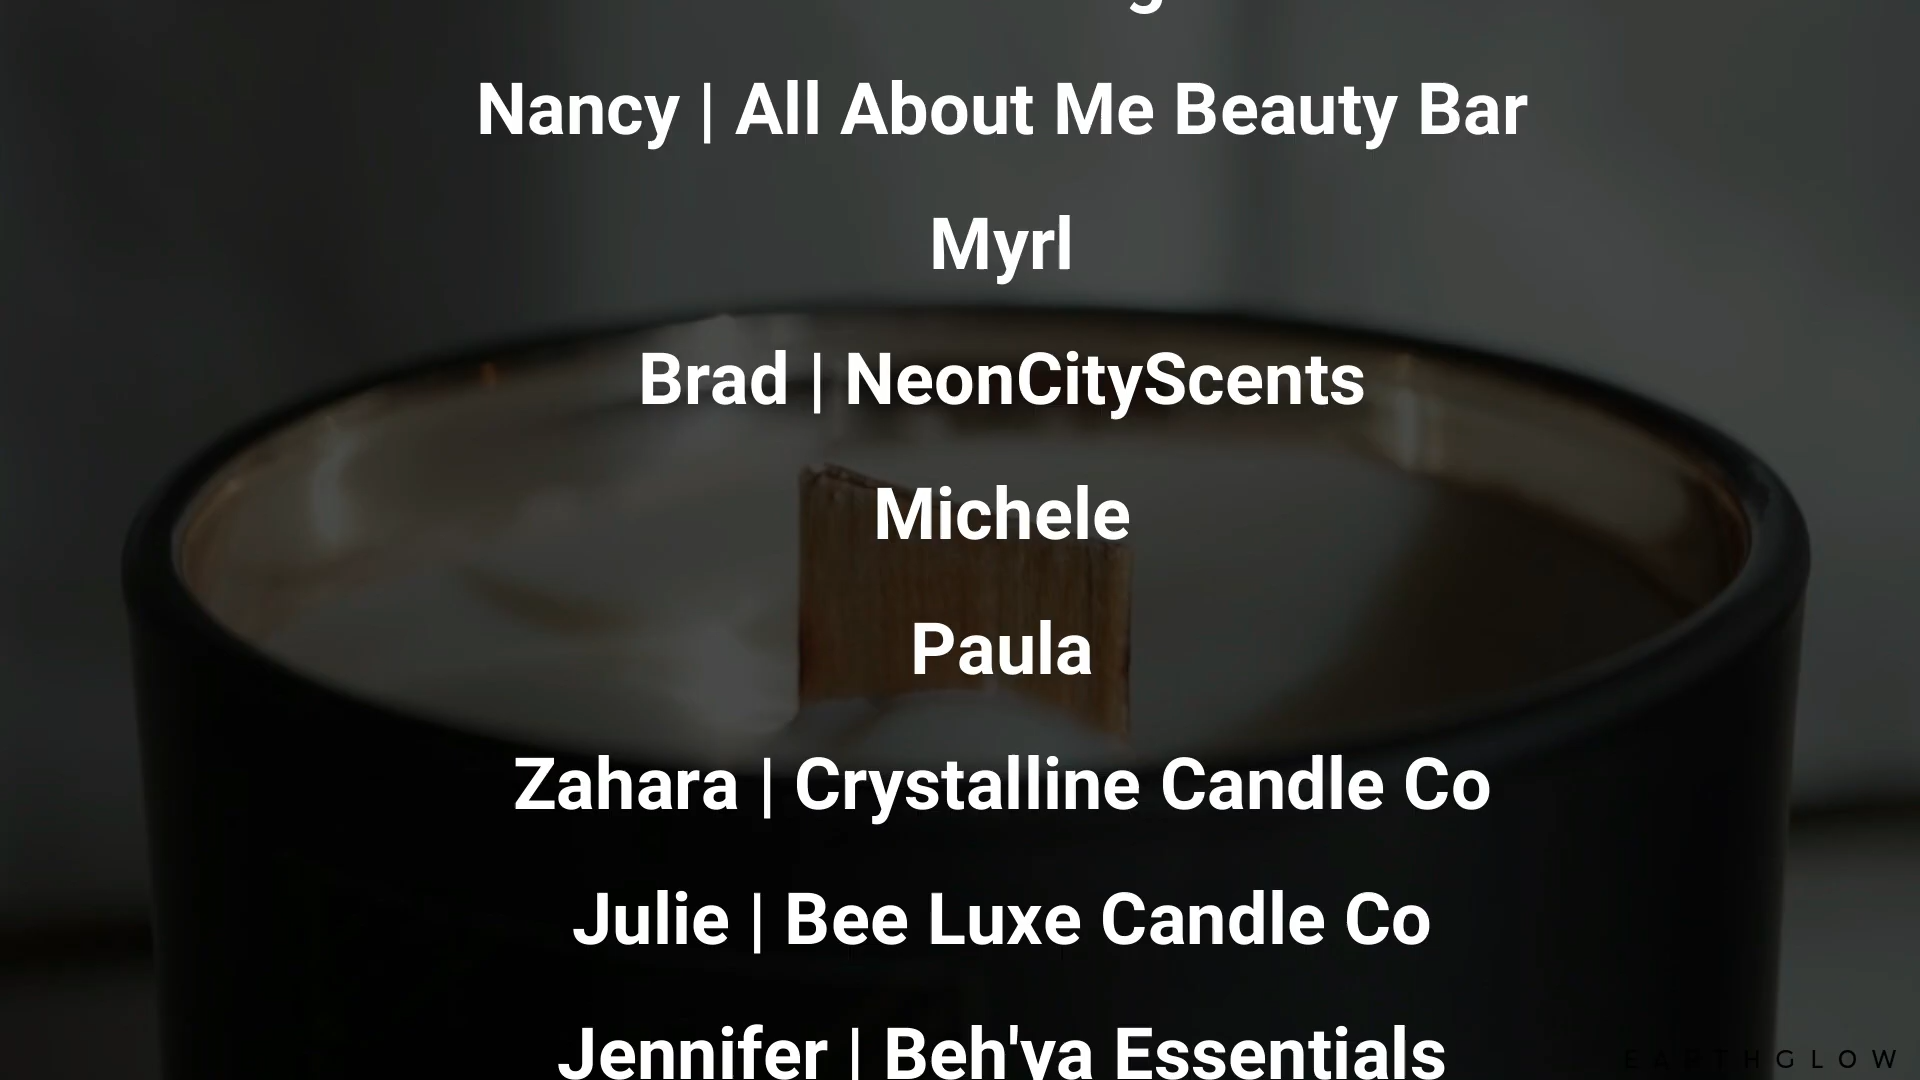 Nancy | All About Me Beauty Bar
Myrl
Brad | NeonCityScents
Michele
Paula
Zahara | Crystalline Candle Co
Julie | Bee Luxe Candle Co
Jennifer | Beh'ya Essentials
EARTHGLOW